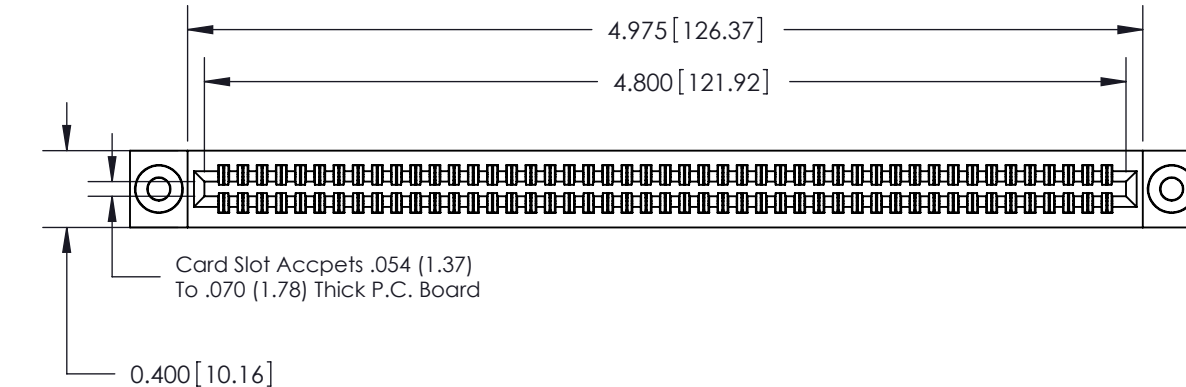 4.975 [126.37]
4.800 [121.92]
Card Slot Accpets .054 (1.37)
To .070 (1.78) Thick P.C. Board
0.400 [10.16]